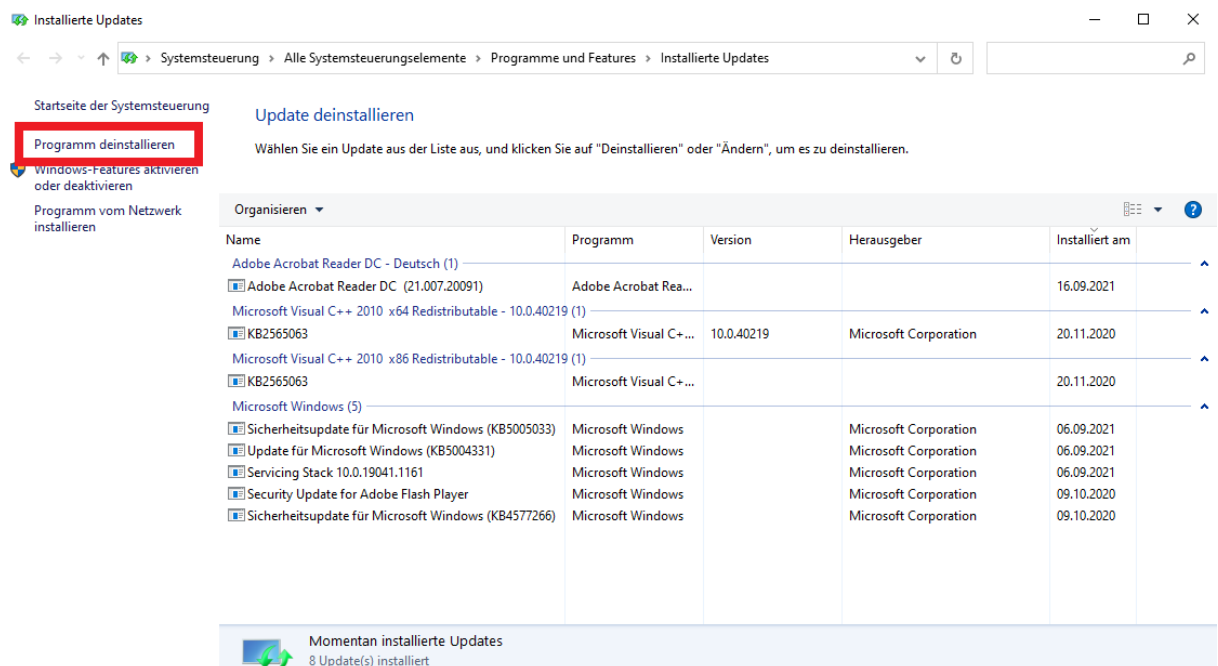 Installierte Updates
Systemsteuerung > Alle Systemsteuerungselemente > Programme und Features > Installierte Updates
Startseite der Systemsteuerung
Programm deinstallieren
Windows-Features aktivieren
oder deaktivieren
Programm vom Netzwerk
installieren
Update deinstallieren
Wählen Sie ein Update aus der Liste aus, und klicken Sie auf "Deinstallieren" oder "Ändern", um es zu deinstallieren.
Organisieren
Name Programm Version Herausgeber Installiert am
Adobe Acrobat Reader DC - Deutsch (1)
Adobe Acrobat Reader DC (21.007.20091) Adobe Acrobat Rea... 16.09.2021
Microsoft Visual C++ 2010 x64 Redistributable - 10.0.40219 (1)
KB2565063 Microsoft Visual C+... 10.0.40219 Microsoft Corporation 20.11.2020
Microsoft Visual C++ 2010 x86 Redistributable - 10.0.40219 (1)
KB2565063 Microsoft Visual C+... 20.11.2020
Microsoft Windows (5)
Sicherheitsupdate für Microsoft Windows (KB5005033) Microsoft Windows Microsoft Corporation 06.09.2021
Update für Microsoft Windows (KB5004331) Microsoft Windows Microsoft Corporation 06.09.2021
Servicing Stack 10.0.19041.1161 Microsoft Windows Microsoft Corporation 06.09.2021
Security Update for Adobe Flash Player Microsoft Windows Microsoft Corporation 09.10.2020
Sicherheitsupdate für Microsoft Windows (KB4577266) Microsoft Windows Microsoft Corporation 09.10.2020
Momentan installierte Updates
8 Update(s) installiert